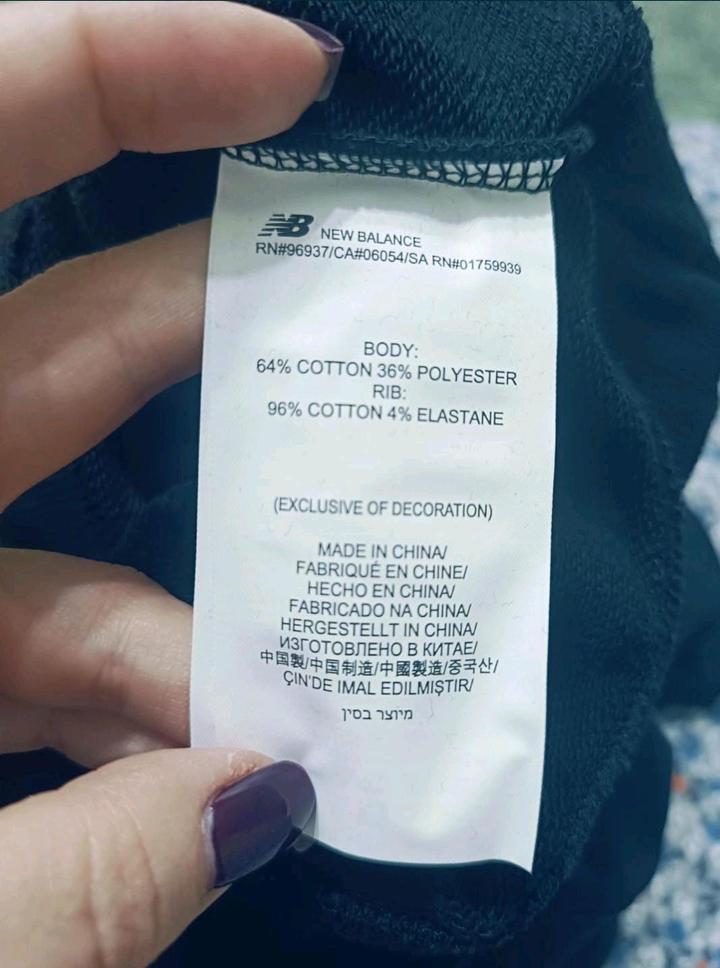 NB NEW BALANCE
RN#96937/CA#06054/SA RN#01759939
BODY:
64% COTTON 36% POLYESTER
RIB:
96% COTTON 4% ELASTANE
(EXCLUSIVE OF DECORATION)
MADE IN CHINA/
FABRIQUÉ EN CHINE/
HECHO EN CHINA/
FABRICADO NA CHINA/
HERGESTELLT IN CHINA/
ИЗГОТОВЛЕНО В КИТАЕ/
中国製/中国制造/中國製造/중국산/
ÇIN'DE IMAL EDILMIŞTIR/
מיוצר בסין